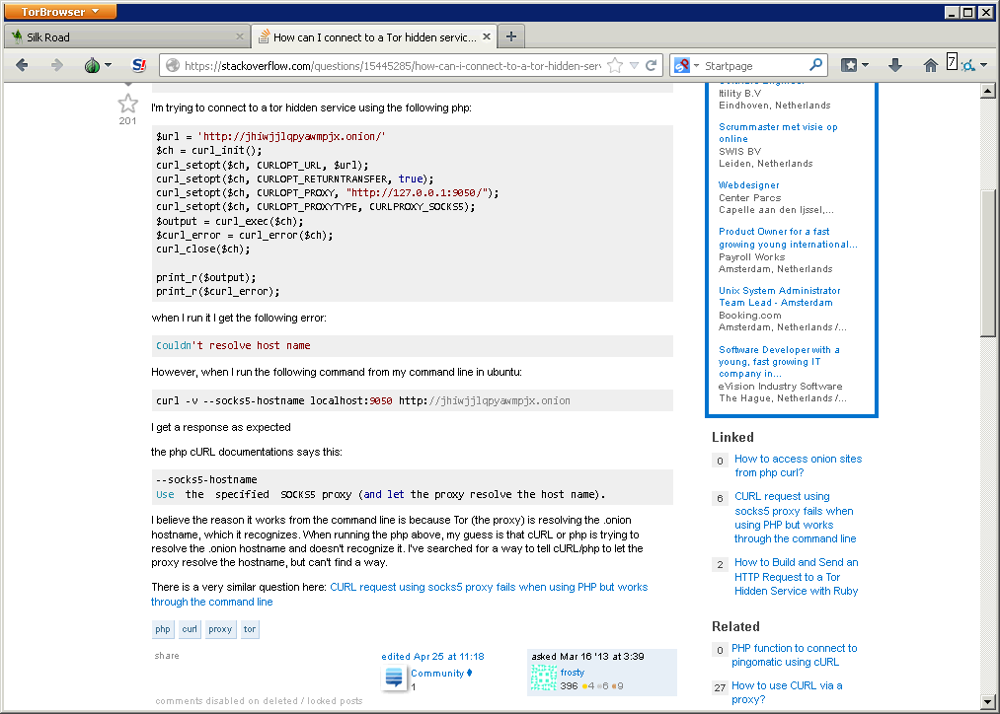 TorBrowser
Silk Road
How can I connect to a Tor hidden servic...
https://stackoverflow.com/questions/15445285/how-can-i-connect-to-a-tor-hidden-serv
Startpage
7
201
I'm trying to connect to a tor hidden service using the following php:
$url = 'http://jhiwjjlqpyawmpjx.onion/'
$ch = curl_init();
curl_setopt($ch, CURLOPT_URL, $url);
curl_setopt($ch, CURLOPT_RETURNTRANSFER, true);
curl_setopt($ch, CURLOPT_PROXY, "http://127.0.0.1:9050/");
curl_setopt($ch, CURLOPT_PROXYTYPE, CURLPROXY_SOCKS5);
$output = curl_exec($ch);
$curl_error = curl_error($ch);
curl_close($ch);
print_r($output);
print_r($curl_error);
when I run it I get the following error:
Couldn't resolve host name
However, when I run the following command from my command line in ubuntu:
curl -v --socks5-hostname localhost:9050 http://jhiwjjlqpyawmpjx.onion
I get a response as expected
the php cURL documentations says this:
--socks5-hostname
Use the specified SOCKS5 proxy (and let the proxy resolve the host name).
I believe the reason it works from the command line is because Tor (the proxy) is resolving the .onion
hostname, which it recognizes. When running the php above, my guess is that cURL or php is trying to
resolve the .onion hostname and doesn't recognize it. I've searched for a way to tell cURL/php to let the
proxy resolve the hostname, but can't find a way.
There is a very similar question here: CURL request using socks5 proxy fails when using PHP but works
through the command line
php curl proxy tor
share
edited Apr 25 at 11:18
Community
1
asked Mar 16 '13 at 3:39
frosty
396 4 6 9
comments disabled on deleted / locked posts
Itility B.V
Eindhoven, Netherlands
Scrummaster met visie op
online
SWIS BV
Leiden, Netherlands
Webdesigner
Center Parcs
Capelle aan den Ijssel,...
Product Owner for a fast
growing young international...
Payroll Works
Amsterdam, Netherlands
Unix System Administrator
Team Lead - Amsterdam
Booking.com
Amsterdam, Netherlands /...
Software Developer with a
young, fast growing IT
company in...
eVision Industry Software
The Hague, Netherlands /...
Linked
0 How to access onion sites
from php curl?
6 CURL request using
socks5 proxy fails when
using PHP but works
through the command line
2 How to Build and Send an
HTTP Request to a Tor
Hidden Service with Ruby
Related
0 PHP function to connect to
pingomatic using cURL
27 How to use CURL via a
proxy?